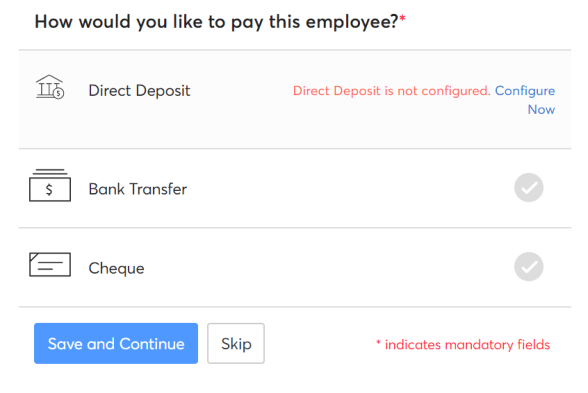 How would you like to pay this employee?*
Direct Deposit
Direct Deposit is not configured. Configure
Now
$
Bank Transfer
Cheque
Save and Continue
Skip
* indicates mandatory fields